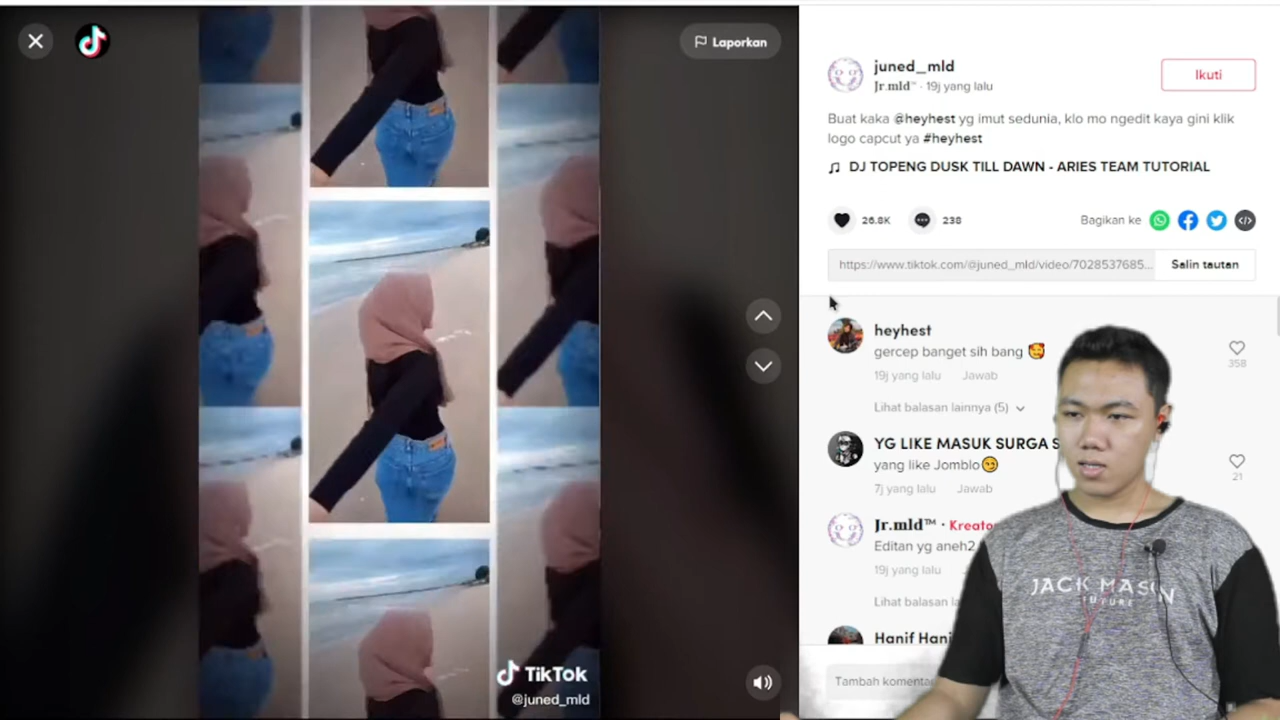 Laporkan
TikTok
@juned_mld
juned_mld
Jr.mld™ · 19j yang lalu
Ikuti
Buat kaka @heyhest yg imut sedunia, klo mo ngedit kaya gini klik
logo capcut ya #heyhest
DJ TOPENG DUSK TILL DAWN - ARIES TEAM TUTORIAL
26.8K
238
Bagikan ke
https://www.tiktok.com/@juned_mld/video/7028537685...
Salin tautan
heyhest
gercep banget sih bang
358
19j yang lalu Jawab
Lihat balasan lainnya (5)
YG LIKE MASUK SURGA S
yang like Jomblo
21
7j yang lalu Jawab
Jr.mld™ · Kreato
Editan yg aneh2
19j yang lalu
Lihat balasan la
Hanif Hani
Tambah komentar
JACK MASON
FUTURE